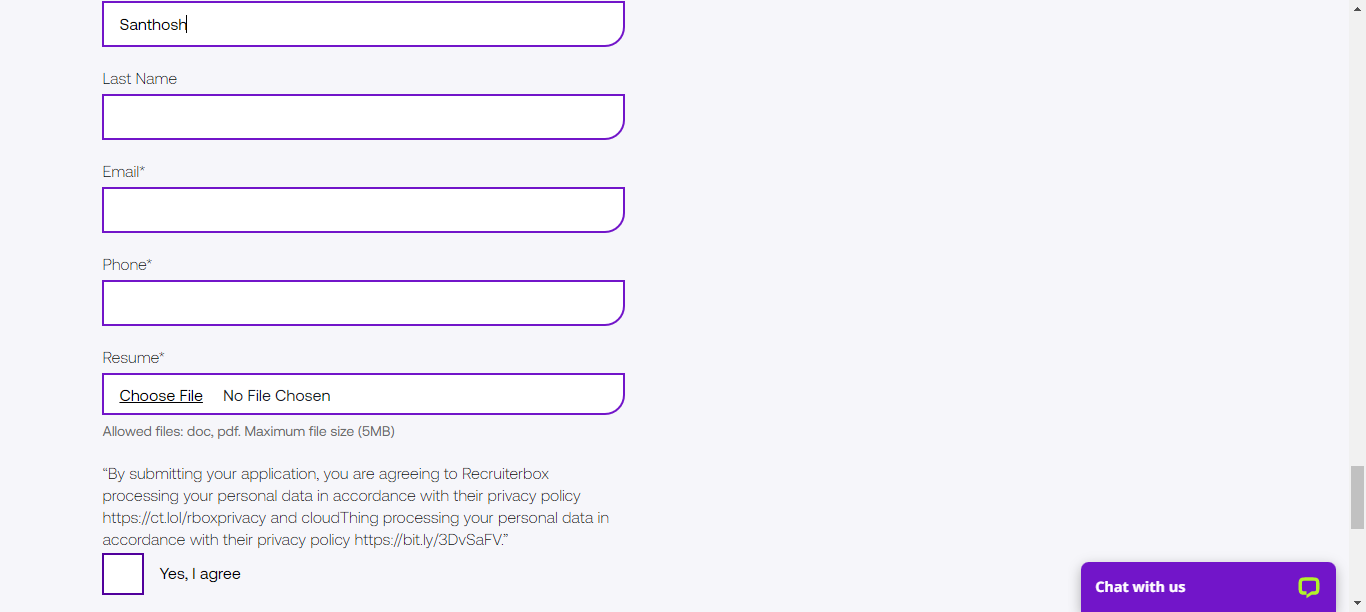 Santhosh
Last Name
Email*
Phone*
Resume*
Choose File No File Chosen
Allowed files: doc, pdf. Maximum file size (5MB)
“By submitting your application, you are agreeing to Recruiterbox
processing your personal data in accordance with their privacy policy
https://ct.lol/rboxprivacy and cloudThing processing your personal data in
accordance with their privacy policy https://bit.ly/3DvSaFV.”
Yes, I agree
Chat with us